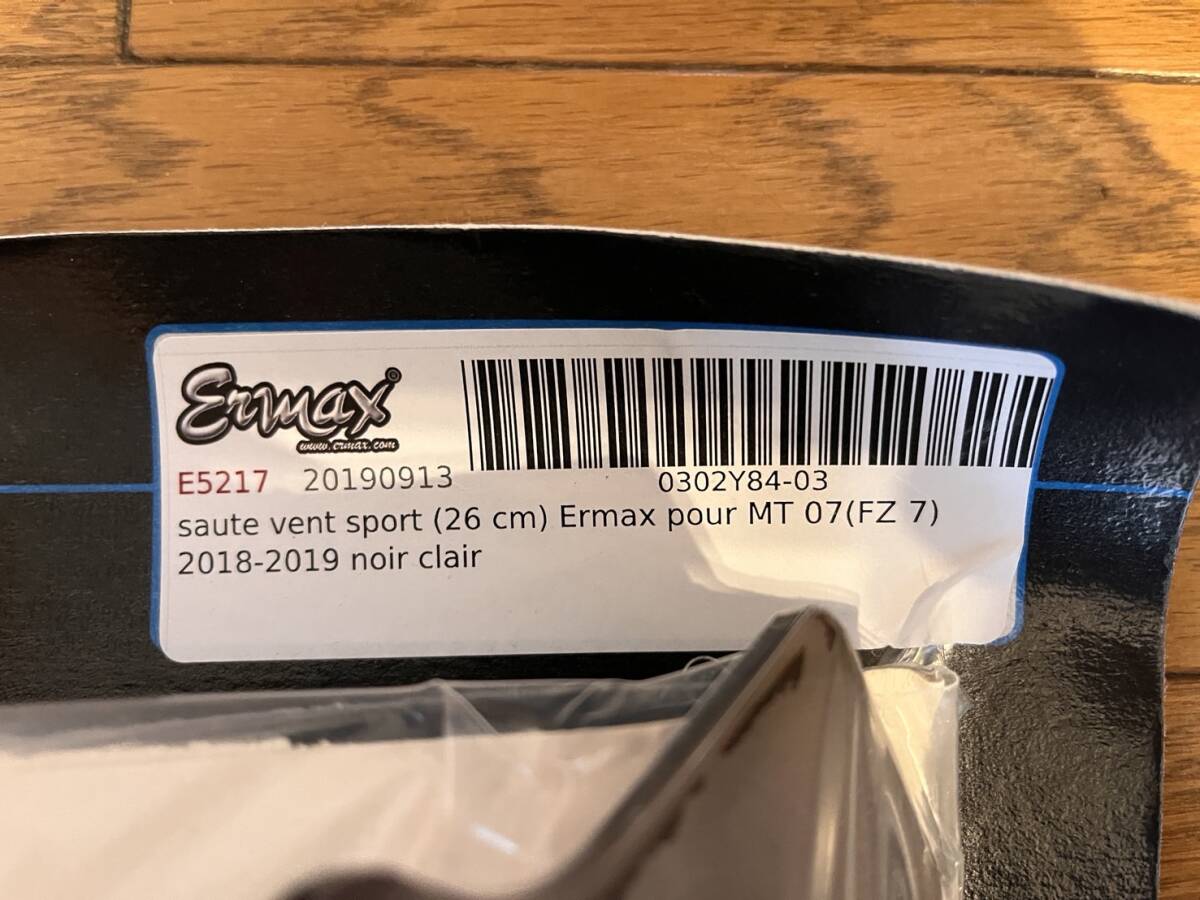 Ermax®
www.ermax.com
E5217 20190913
0302Y84-03
saute vent sport (26 cm) Ermax pour MT 07(FZ 7)
2018-2019 noir clair